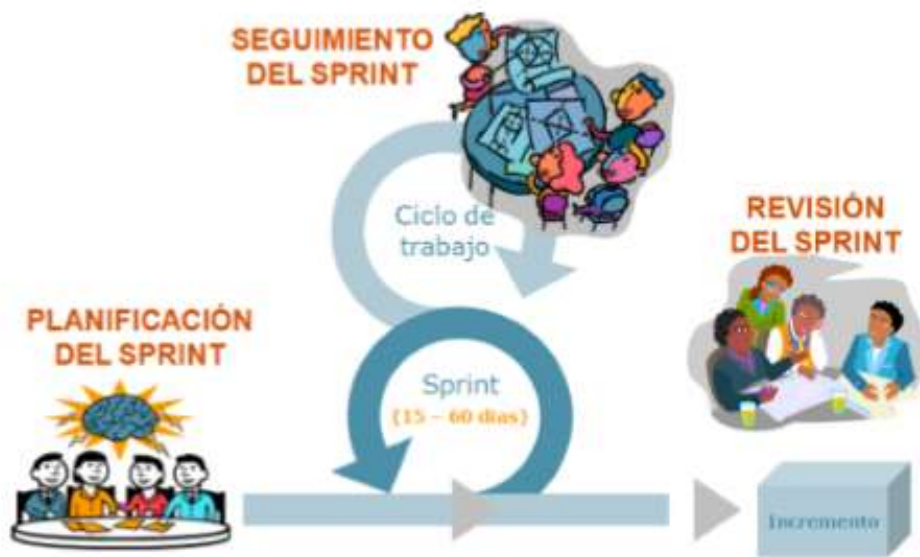 SEGUIMIENTO
DEL SPRINT
Ciclo de
trabajo
REVISIÓN
DEL SPRINT
PLANIFICACIÓN
DEL SPRINT
Sprint
(15 – 60 días)
Incremento